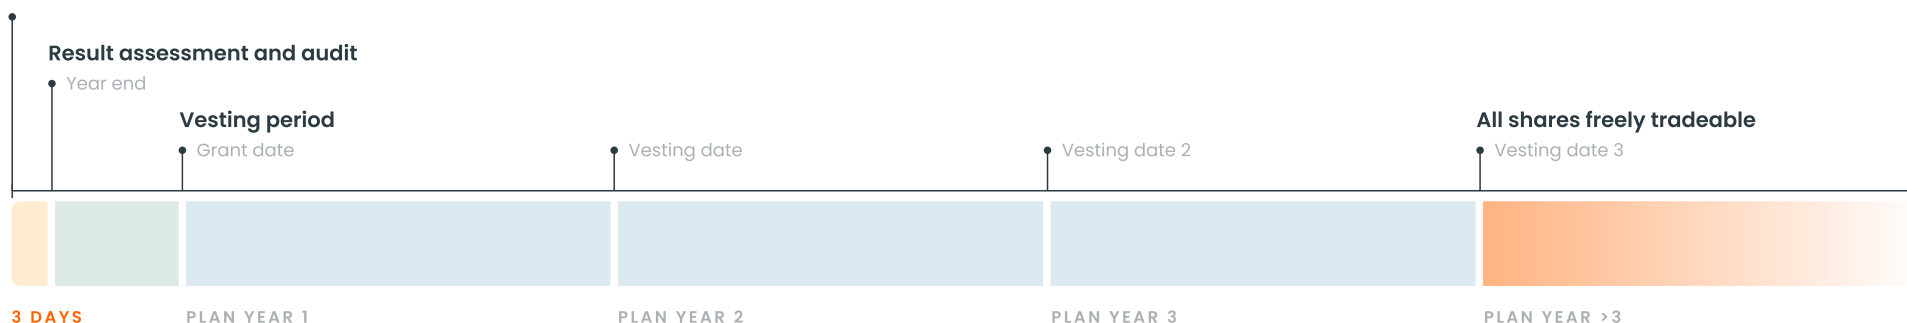 Result assessment and audit
Year end
Vesting period
Grant date
Vesting date
Vesting date 2
All shares freely tradeable
Vesting date 3
3 DAYS
PLAN YEAR 1
PLAN YEAR 2
PLAN YEAR 3
PLAN YEAR >3